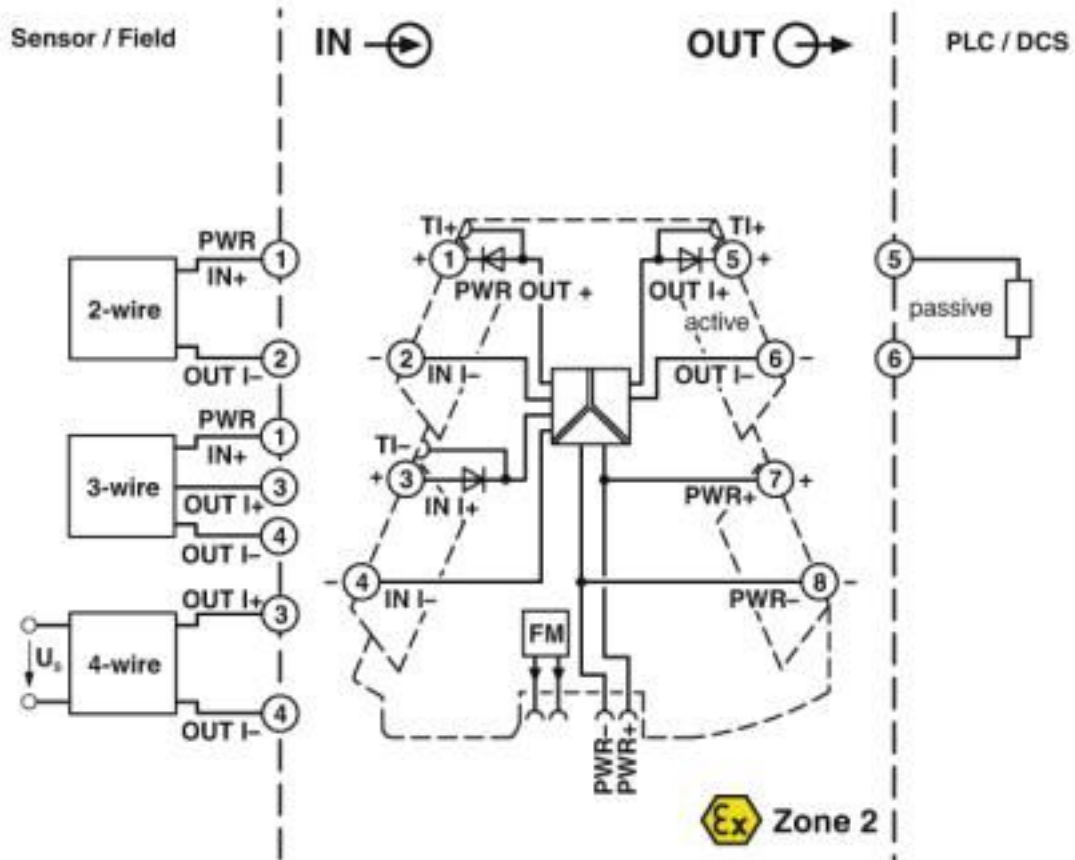 Sensor / Field
IN
OUT
PLC / DCS
PWR
1
IN+
2-wire
2
OUT I–
PWR
1
IN+
3-wire
3
OUT I+
4
OUT I–
OUT I+
3
Us
4-wire
4
OUT I–
TI+
+ 1
PWR OUT +
– 2
IN I–
TI–
+ 3
IN I+
– 4
IN I–
FM
PWR–
PWR+
TI+
5 +
OUT I+
active
6 –
OUT I–
7 +
PWR+
8 –
PWR–
5
passive
6
Ex Zone 2